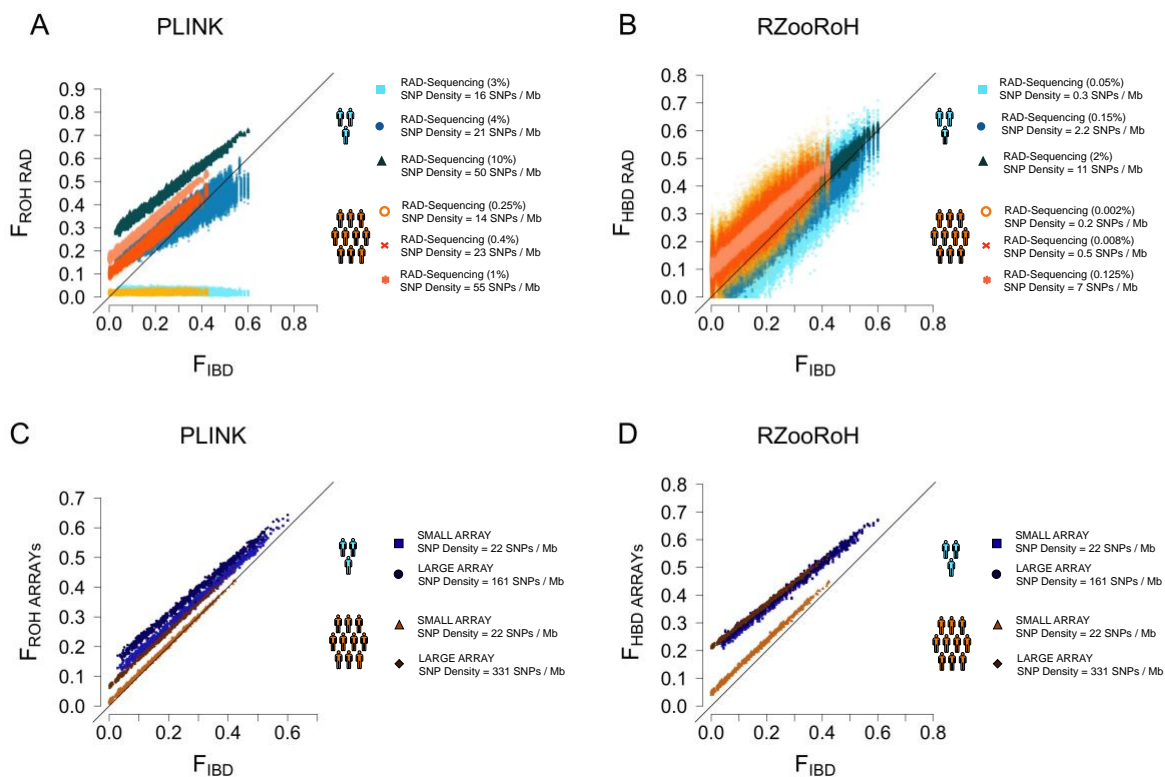 A
PLINK
F ROH RAD
0.9
0.8
0.7
0.6
0.5
0.4
0.3
0.2
0.1
0.0
0.0 0.2 0.4 0.6 0.8
F IBD
RAD-Sequencing (3%)
SNP Density = 16 SNPs / Mb
RAD-Sequencing (4%)
SNP Density = 21 SNPs / Mb
RAD-Sequencing (10%)
SNP Density = 50 SNPs / Mb
RAD-Sequencing (0.25%)
SNP Density = 14 SNPs / Mb
RAD-Sequencing (0.4%)
SNP Density = 23 SNPs / Mb
RAD-Sequencing (1%)
SNP Density = 55 SNPs / Mb
B
RZooRoH
F HBD RAD
0.8
0.7
0.6
0.5
0.4
0.3
0.2
0.1
0.0
0.0 0.2 0.4 0.6 0.8
F IBD
RAD-Sequencing (0.05%)
SNP Density = 0.3 SNPs / Mb
RAD-Sequencing (0.15%)
SNP Density = 2.2 SNPs / Mb
RAD-Sequencing (2%)
SNP Density = 11 SNPs / Mb
RAD-Sequencing (0.002%)
SNP Density = 0.2 SNPs / Mb
RAD-Sequencing (0.008%)
SNP Density = 0.5 SNPs / Mb
RAD-Sequencing (0.125%)
SNP Density = 7 SNPs / Mb
C
PLINK
F ROH ARRAYs
0.7
0.6
0.5
0.4
0.3
0.2
0.1
0.0
0.0 0.2 0.4 0.6
F IBD
SMALL ARRAY
SNP Density = 22 SNPs / Mb
LARGE ARRAY
SNP Density = 161 SNPs / Mb
SMALL ARRAY
SNP Density = 22 SNPs / Mb
LARGE ARRAY
SNP Density = 331 SNPs / Mb
D
RZooRoH
F HBD ARRAYs
0.8
0.7
0.6
0.5
0.4
0.3
0.2
0.1
0.0
0.0 0.2 0.4 0.6 0.8
F IBD
SMALL ARRAY
SNP Density = 22 SNPs / Mb
LARGE ARRAY
SNP Density = 161 SNPs / Mb
SMALL ARRAY
SNP Density = 22 SNPs / Mb
LARGE ARRAY
SNP Density = 331 SNPs / Mb